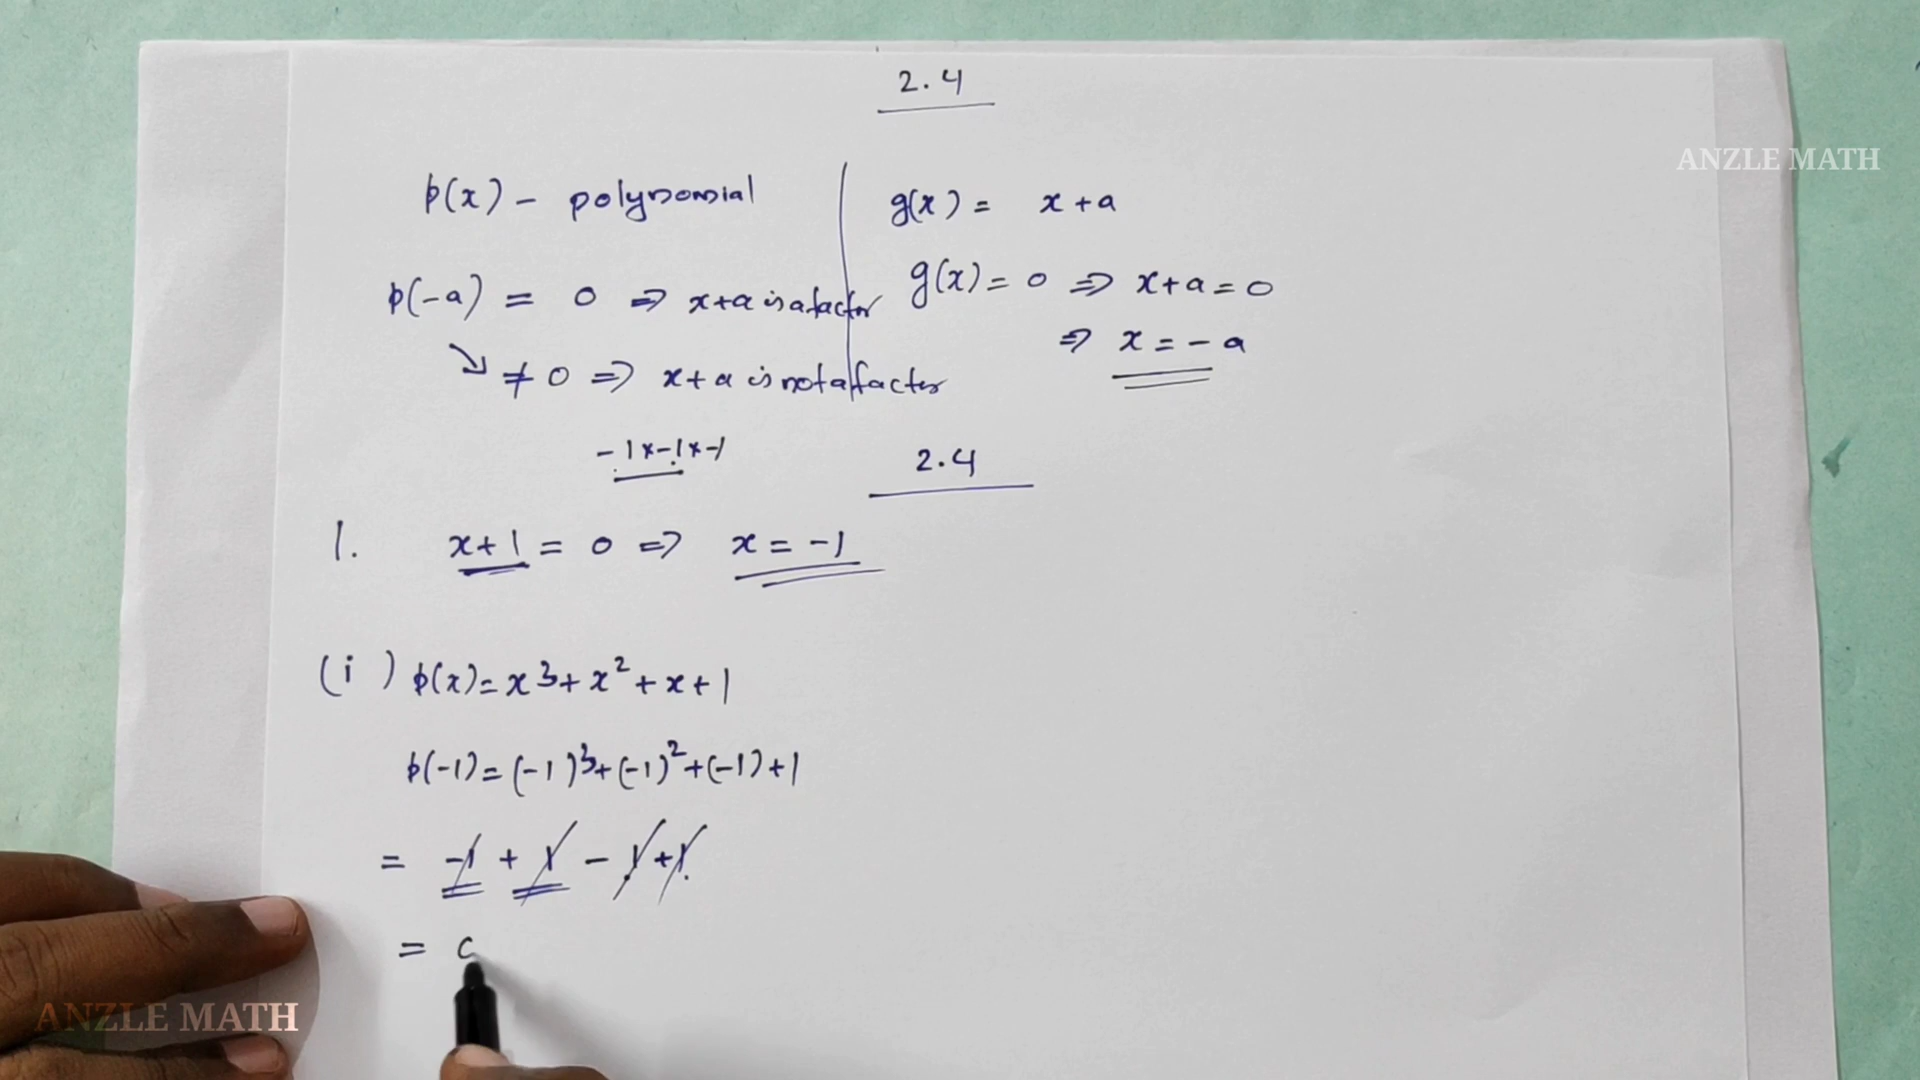 2.4
ANZLE MATH
p(x) - polynomial
g(x) = x+a
p(-a) = 0 ⇒ x+a is a factor
g(x) = 0 ⇒ x+a = 0
⇒ x = -a
≠ 0 ⇒ x+a is not a factor
-1×-1×-1
2.4
1. x+1 = 0 ⇒ x = -1
(i) p(x) = x³+x²+x+1
p(-1) = (-1)³+(-1)²+(-1)+1
= -1 + 1 - 1 + 1
=
ANZLE MATH